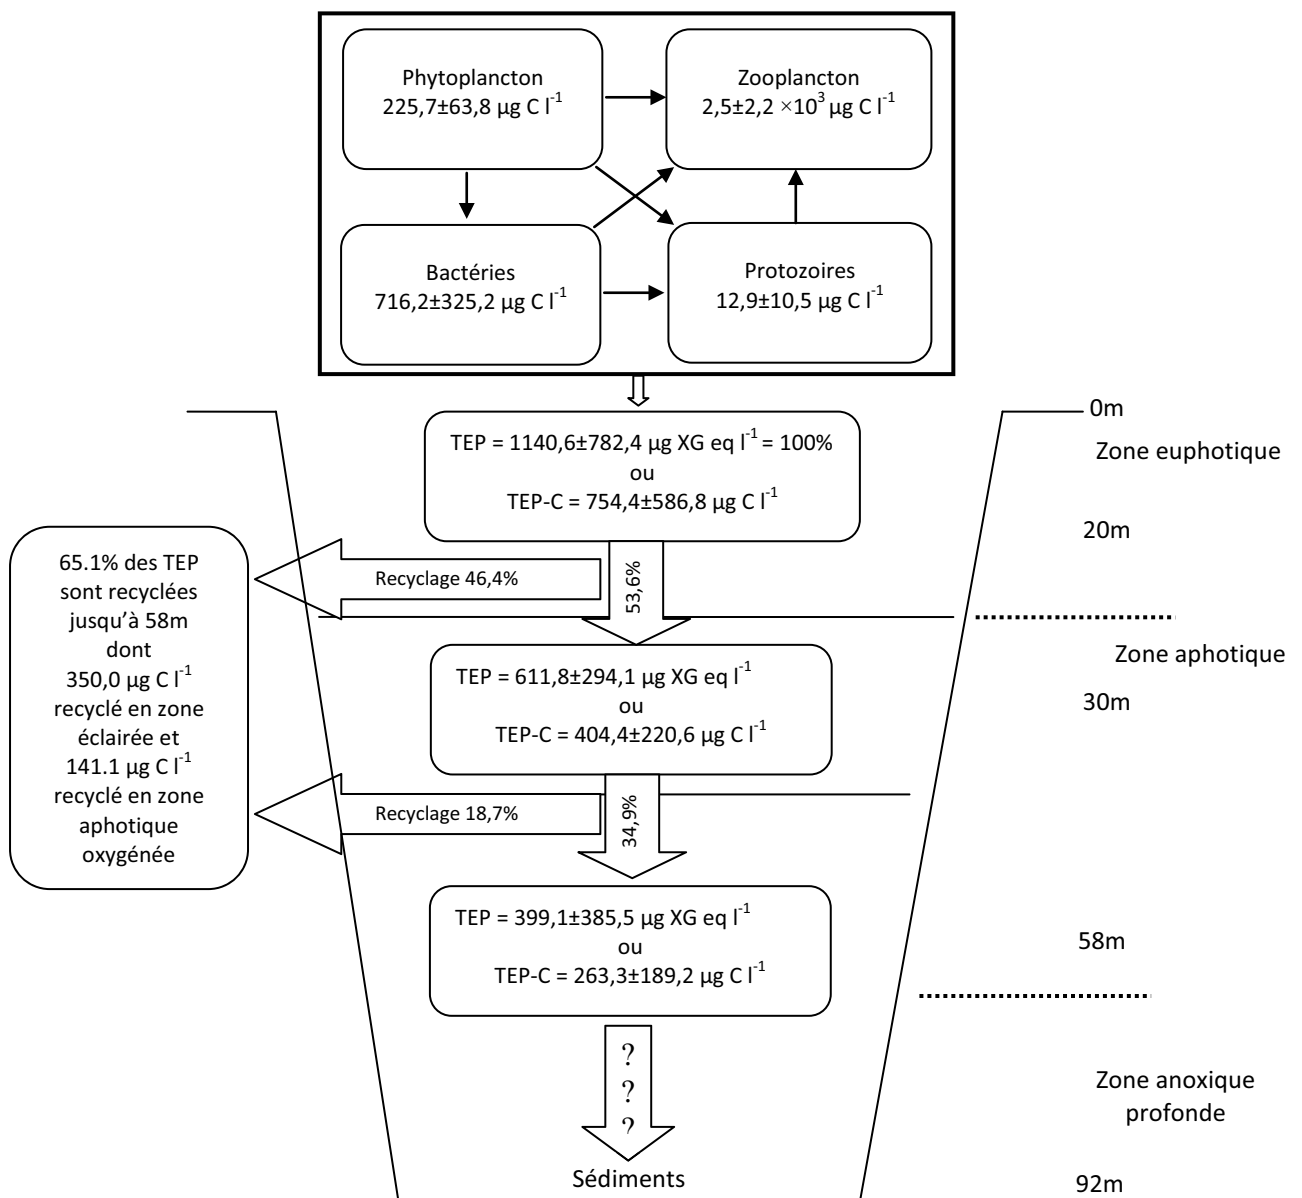 Phytoplancton
225,7±63,8 µg C l⁻¹
Zooplancton
2,5±2,2 ×10³ µg C l⁻¹
Bactéries
716,2±325,2 µg C l⁻¹
Protozoires
12,9±10,5 µg C l⁻¹
0m
Zone euphotique
TEP = 1140,6±782,4 µg XG eq l⁻¹ = 100%
ou
TEP-C = 754,4±586,8 µg C l⁻¹
20m
65.1% des TEP
sont recyclées
jusqu’à 58m
dont
350,0 µg C l⁻¹
recyclé en zone
éclairée et
141.1 µg C l⁻¹
recyclé en zone
aphotique
oxygénée
Recyclage 46,4%
53,6%
Zone aphotique
TEP = 611,8±294,1 µg XG eq l⁻¹
ou
TEP-C = 404,4±220,6 µg C l⁻¹
30m
Recyclage 18,7%
34,9%
TEP = 399,1±385,5 µg XG eq l⁻¹
ou
TEP-C = 263,3±189,2 µg C l⁻¹
58m
?
?
?
Zone anoxique
profonde
Sédiments
92m